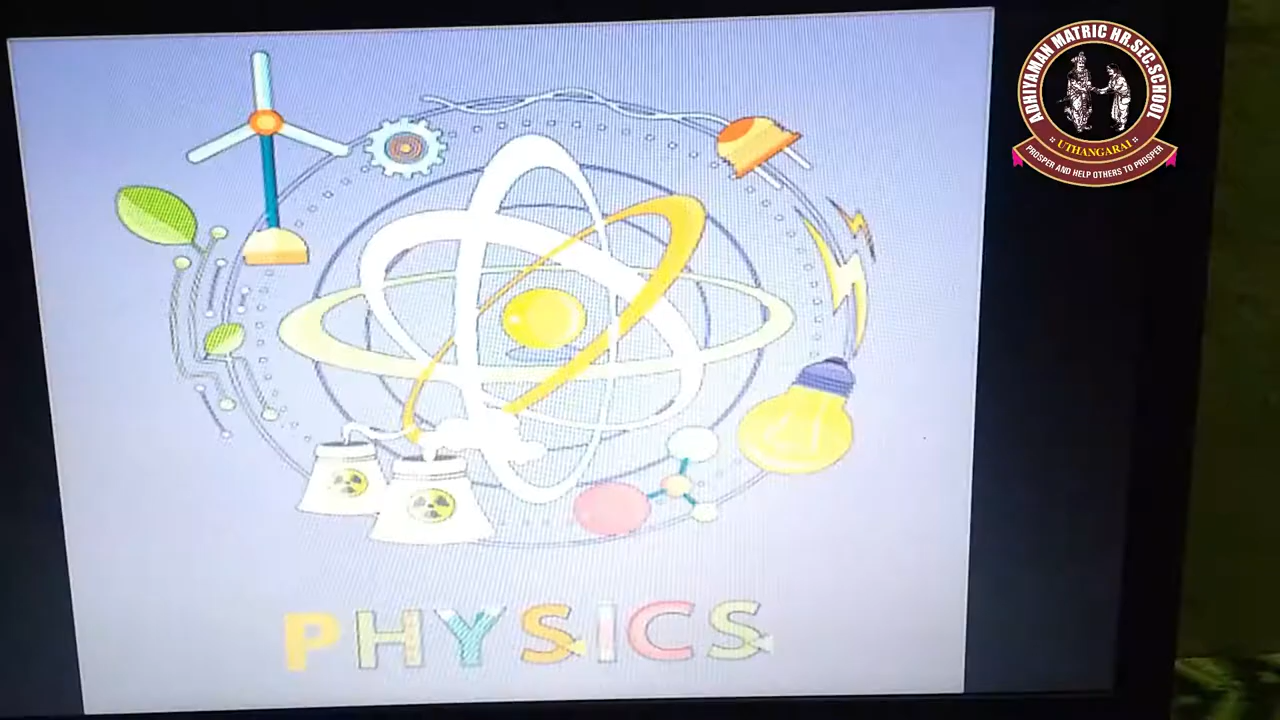 PHYSICS
ADHIYAMAN MATRIC HR.SEC.SCHOOL
UTHANGARAI
PROSPER AND HELP OTHERS TO PROSPER